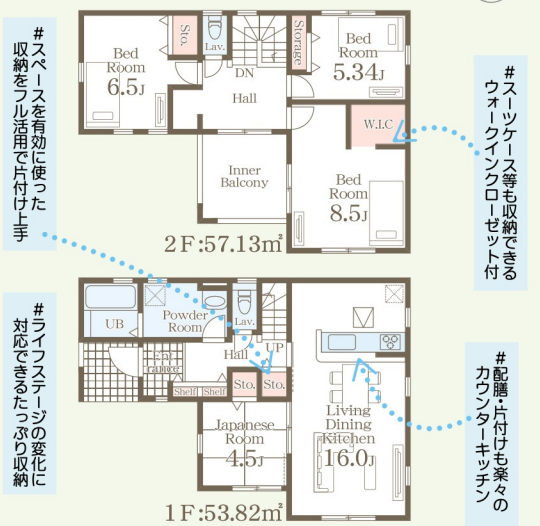 #スペースを有効に使った
収納をフル活用で片付け上手
Bed
Room
6.5J
Sto.
Lav.
DN
Hall
Storage
Bed
Room
5.34J
W.I.C
Inner
Balcony
Bed
Room
8.5J
2F:57.13㎡
#スーツケース等も収納できる
ウォークインクローゼット付
#ライフステージの変化に
対応できるたっぷり収納
UB
Powder
Room
Lav.
Ent
rance
Hall
UP
Shelf
Shelf
Sto.
Sto.
Japanese
Room
4.5J
Living
Dining
Kitchen
16.0J
1F:53.82㎡
#配膳・片付けも楽々の
カウンターキッチン